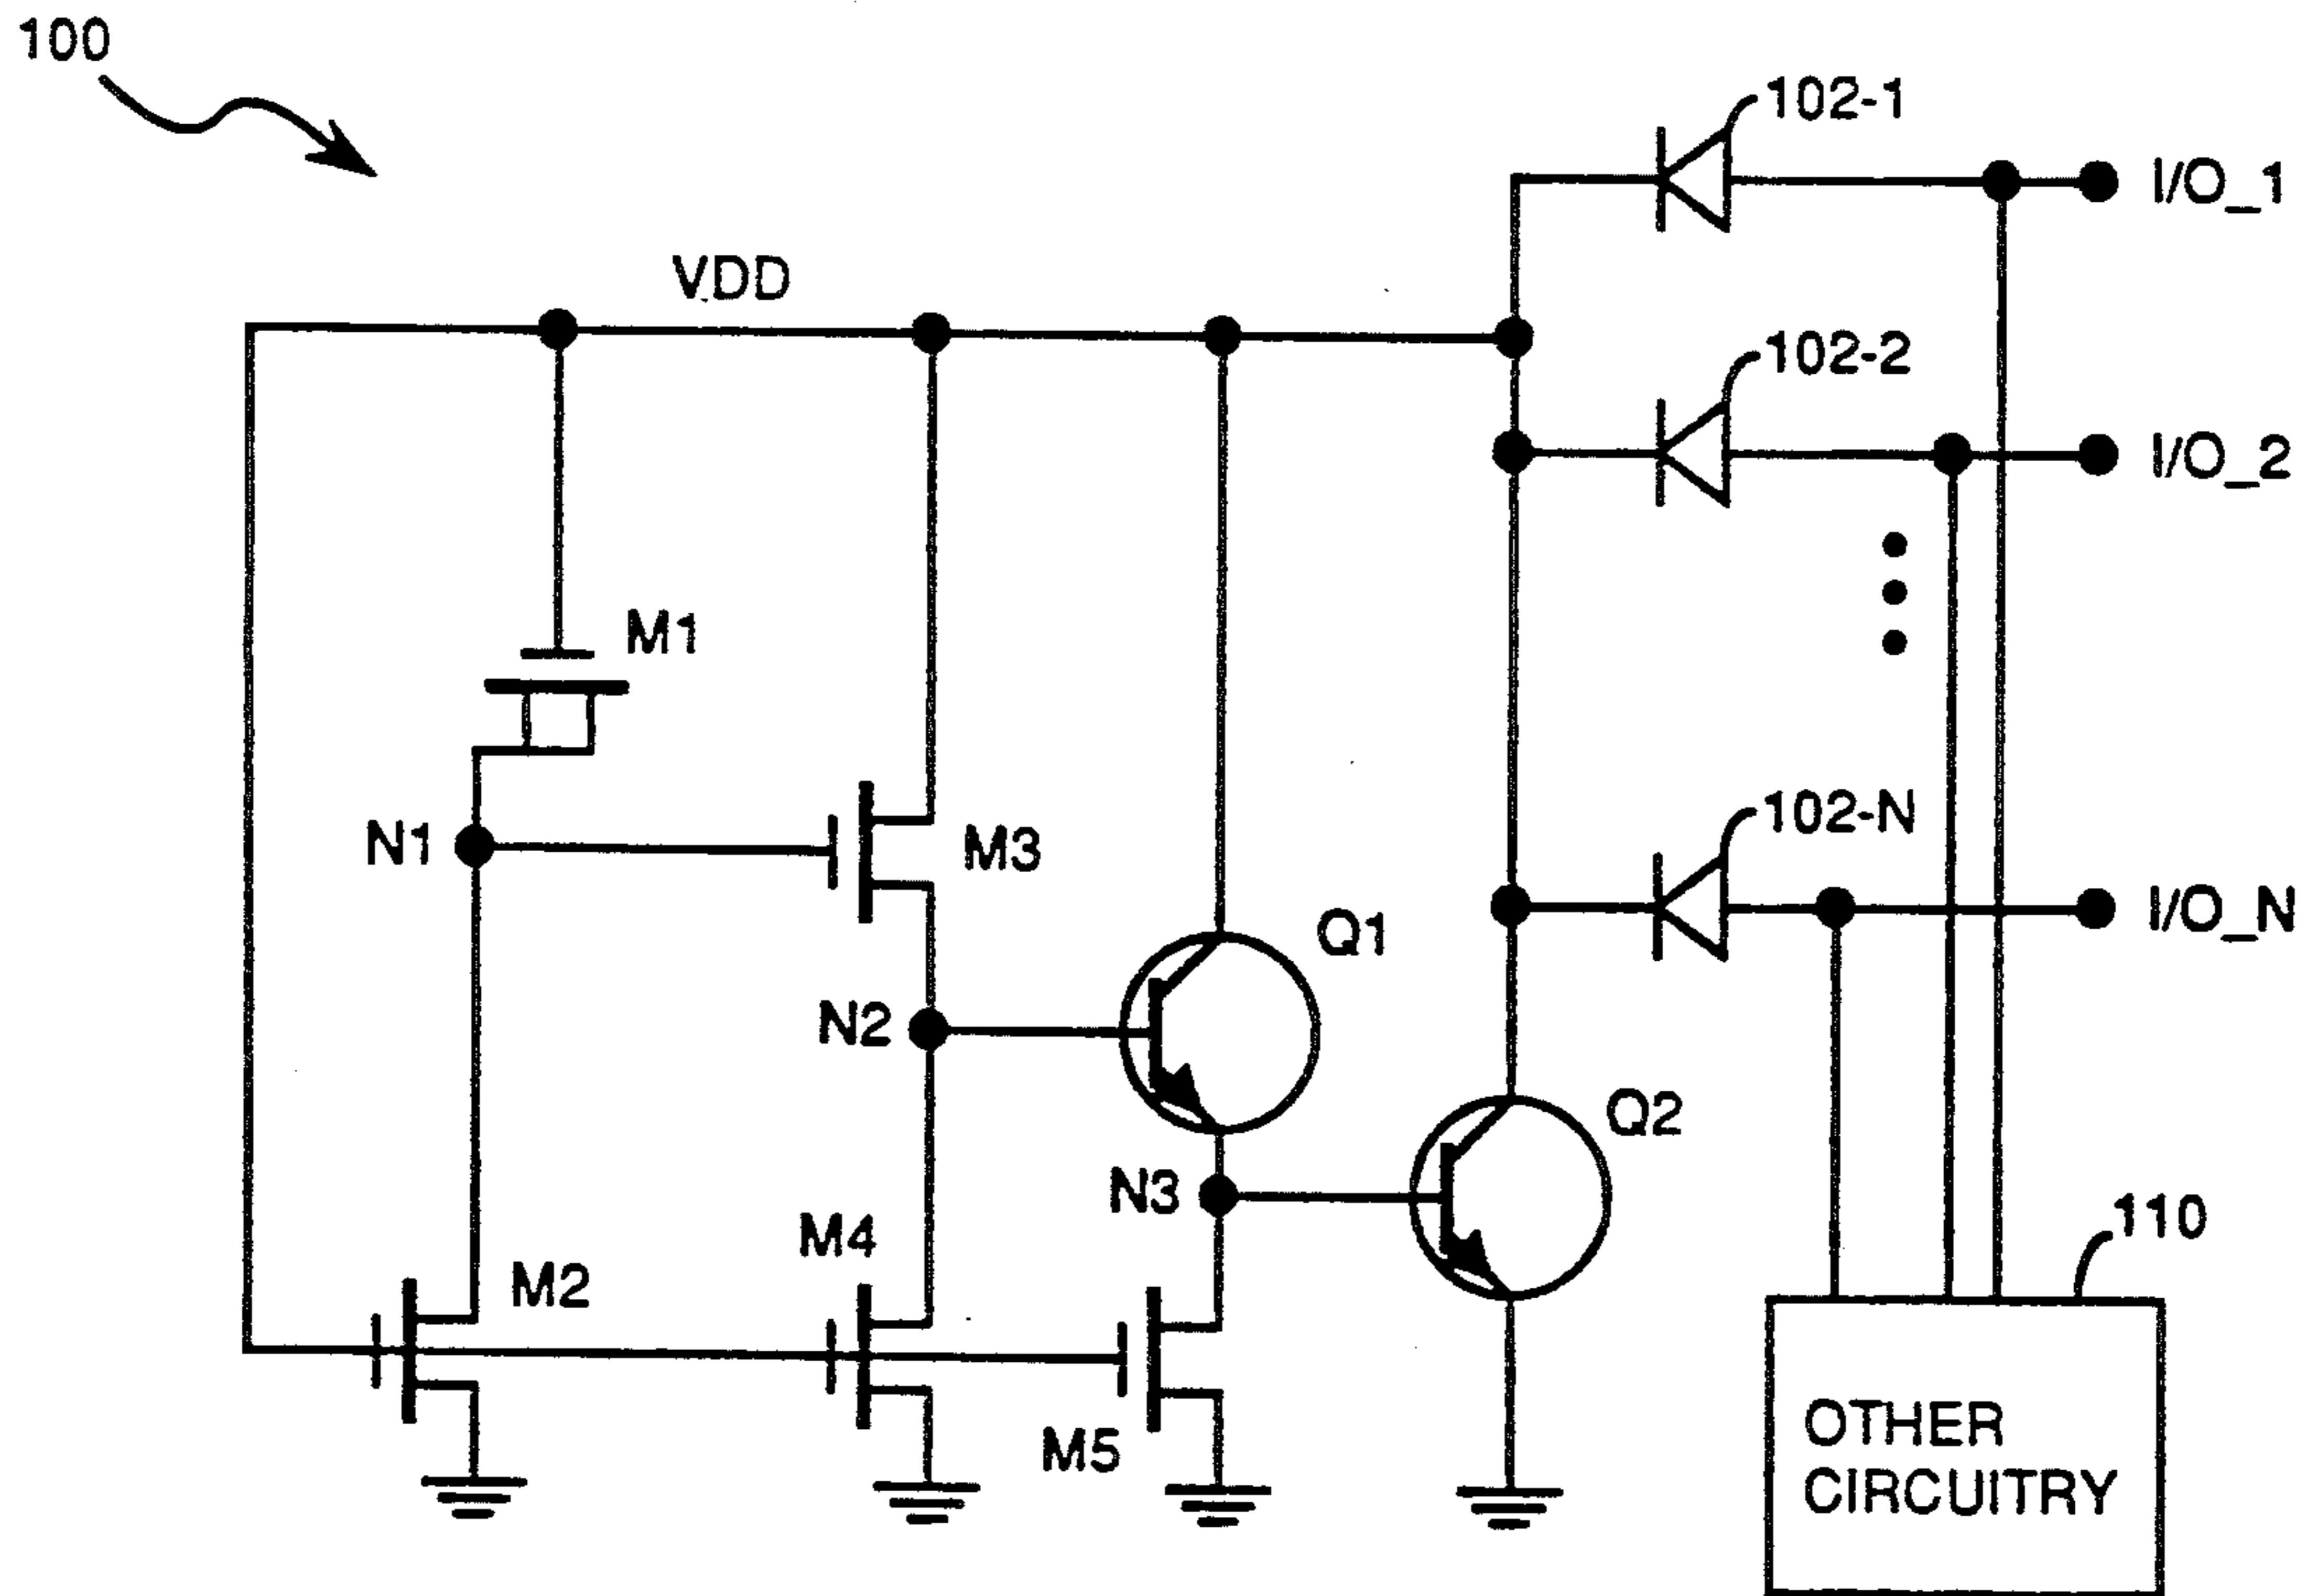 100
102-1
I/O_1
VDD
102-2
I/O_2
M1
102-N
N1
M3
I/O_N
Q1
N2
Q2
N3
110
M4
M2
M5
OTHER
CIRCUITRY